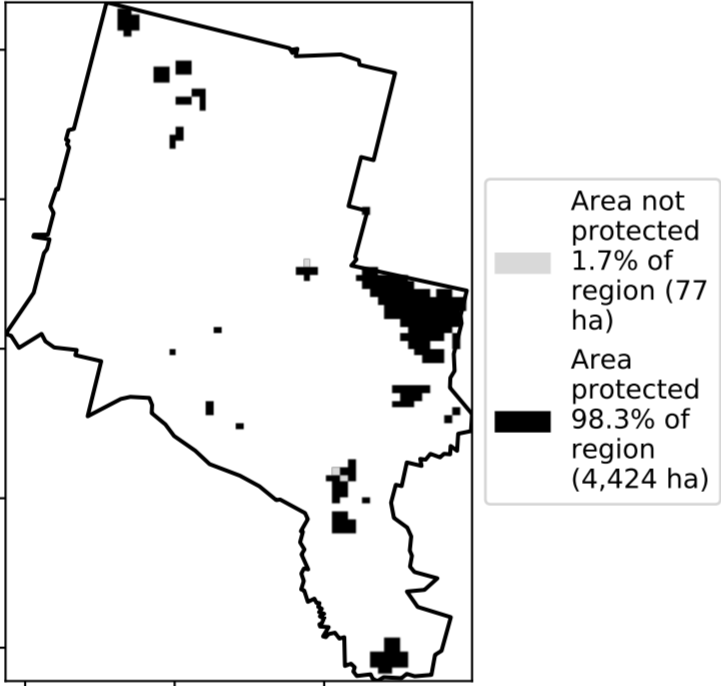 Area not
protected
1.7% of
region (77
ha)
Area
protected
98.3% of
region
(4,424 ha)